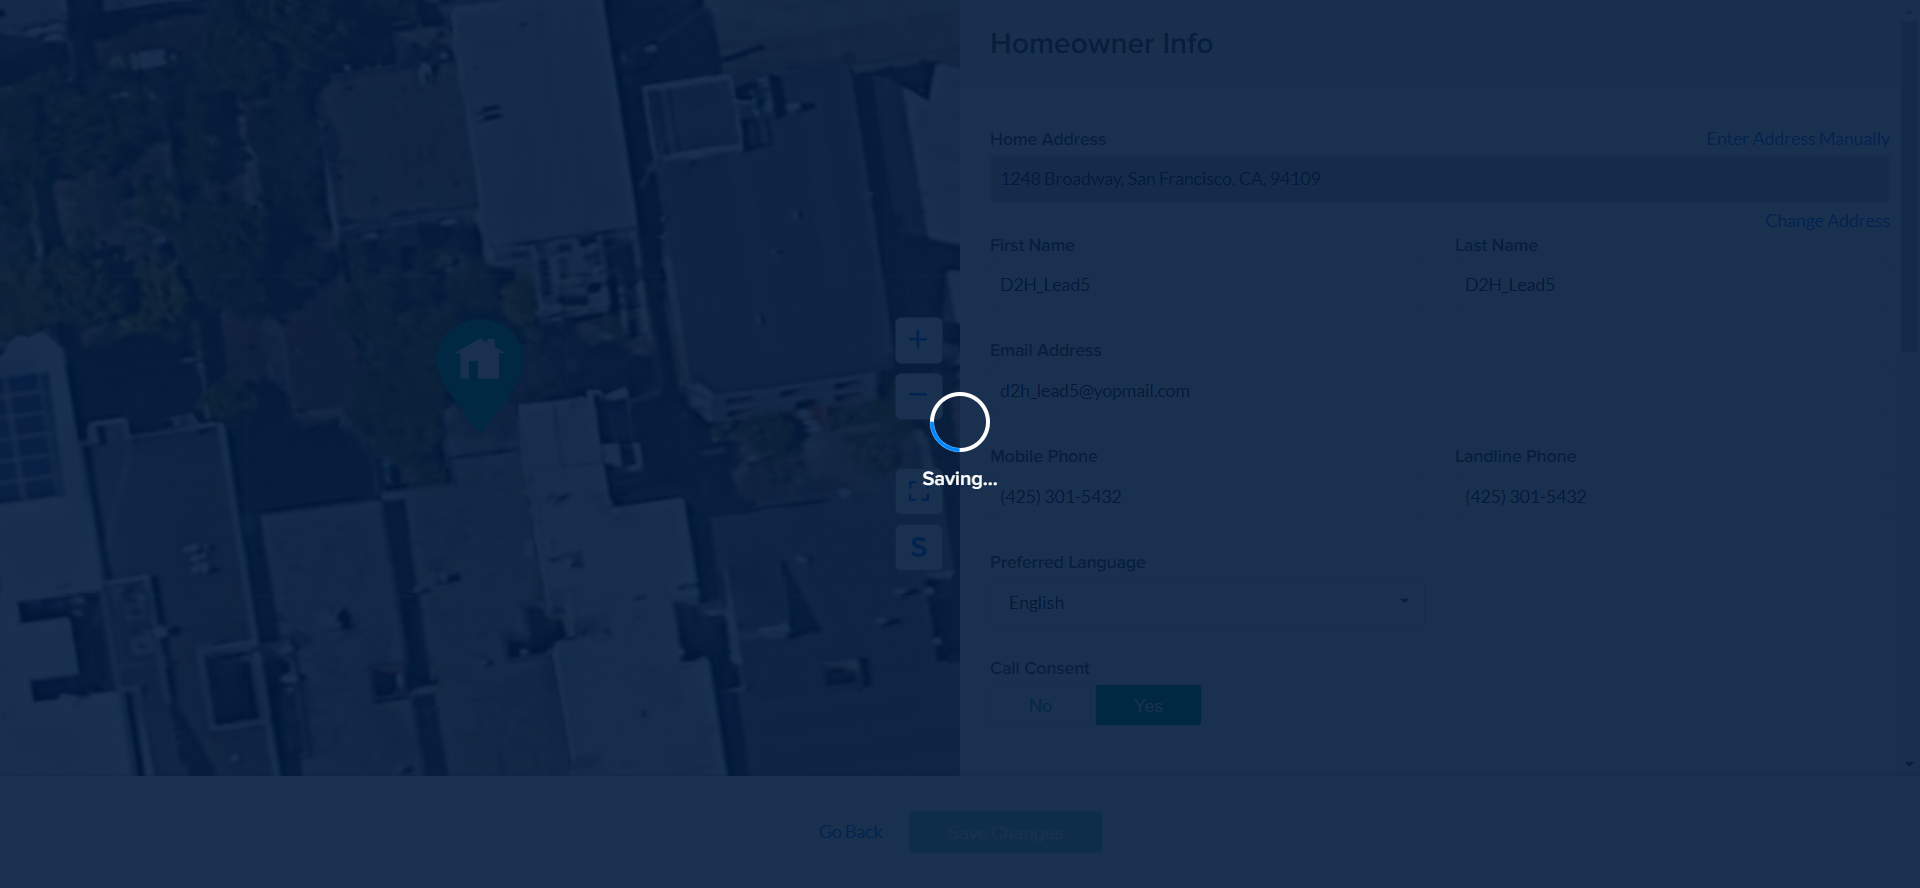 Homeowner Info
Home Address
Enter Address Manually
1248 Broadway, San Francisco, CA, 94109
Change Address
First Name
Last Name
D2H_Lead5
D2H_Lead5
Email Address
d2h_lead5@yopmail.com
Mobile Phone
Landline Phone
Saving...
(425) 301-5432
(425) 301-5432
S
Preferred Language
English
Call Consent
No
Yes
Go Back
Save Changes